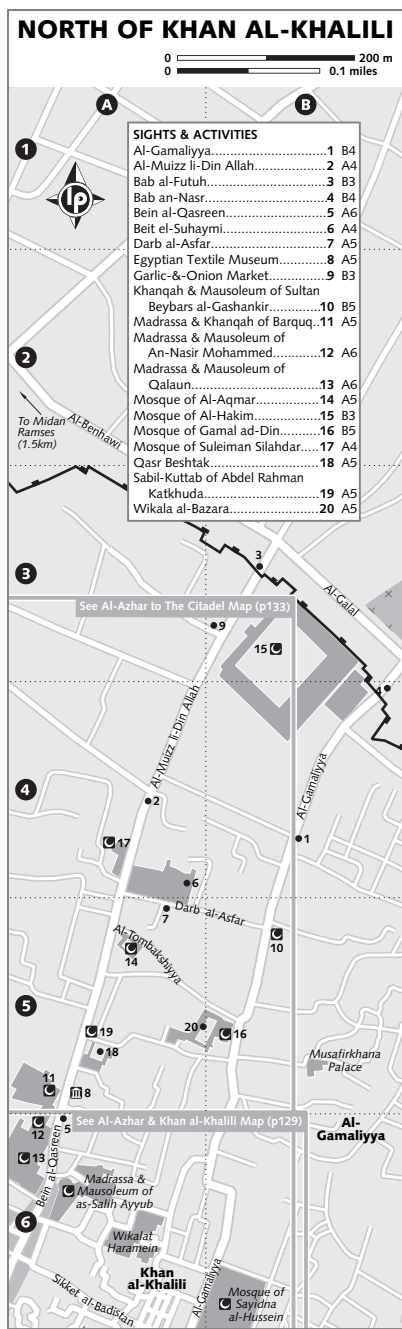 NORTH OF KHAN AL-KHALILI
0 200 m
0 0.1 miles
A
B
1
lp
SIGHTS & ACTIVITIES
Al-Gamaliyya....1 B4
Al-Muizz li-Din Allah....2 A4
Bab al-Futuh....3 B3
Bab an-Nasr....4 B4
Bein al-Qasreen....5 A6
Beit el-Suhaymi....6 A4
Darb al-Asfar....7 A5
Egyptian Textile Museum....8 A5
Garlic-&-Onion Market....9 B3
Khanqah & Mausoleum of Sultan
Beybars al-Gashankir....10 B5
Madrassa & Khanqah of Barquq..11 A5
Madrassa & Mausoleum of
An-Nasir Mohammed....12 A6
Madrassa & Mausoleum of
Qalaun....13 A6
Mosque of Al-Aqmar....14 A5
Mosque of Al-Hakim....15 B3
Mosque of Gamal ad-Din....16 B5
Mosque of Suleiman Silahdar....17 A4
Qasr Beshtak....18 A5
Sabil-Kuttab of Abdel Rahman
Katkhuda....19 A5
Wikala al-Bazara....20 A5
2
To Midan
Ramses
(1.5km)
Al-Benhawi
3
3
Al-Galal
See Al-Azhar to The Citadel Map (p133)
9
15
4
Al-Muizz li-Din Allah
Al-Gamaliyya
4
2
1
17
6
7
Darb al-Asfar
10
Al-Tombakshiyya
14
5
19
20
16
18
Musafirkhana
Palace
11
8
5
See Al-Azhar & Khan al-Khalili Map (p129)
12
Al-
Gamaliyya
13
Bein al-Qasreen
Madrassa &
Mausoleum of
as-Salih Ayyub
6
Wikalat
Haramein
Khan
al-Khalili
Sikket al-Badistan
Al-Gamaliyya
Mosque of
Sayidna
al-Hussein